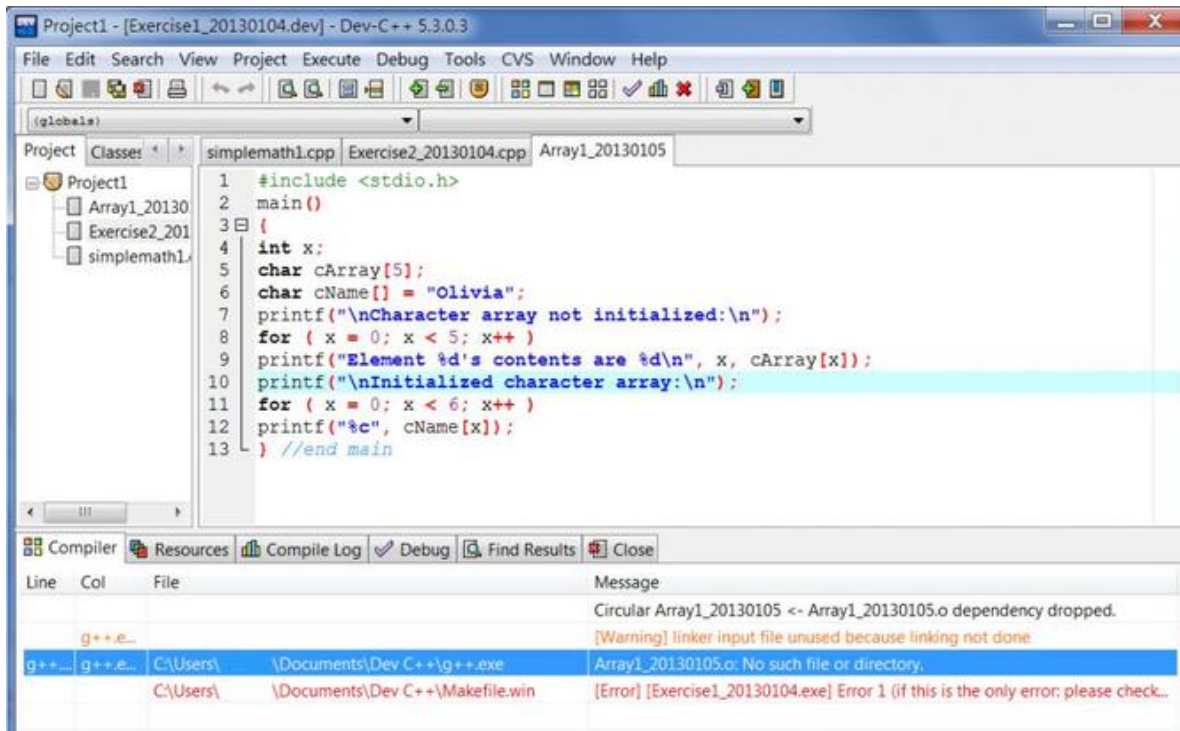 Project1 - [Exercise1_20130104.dev] - Dev-C++ 5.3.0.3
File Edit Search View Project Execute Debug Tools CVS Window Help
(globals)
Project Classes simplemath1.cpp Exercise2_20130104.cpp Array1_20130105
Project1
Array1_20130
Exercise2_201
simplemath1.
1 #include <stdio.h>
2 main()
3 {
4 int x;
5 char cArray[5];
6 char cName[] = "Olivia";
7 printf("\nCharacter array not initialized:\n");
8 for ( x = 0; x < 5; x++ )
9 printf("Element %d's contents are %d\n", x, cArray[x]);
10 printf("\nInitialized character array:\n");
11 for ( x = 0; x < 6; x++ )
12 printf("%c", cName[x]);
13 } //end main
Compiler Resources Compile Log Debug Find Results Close
Line Col File Message
Circular Array1_20130105 <- Array1_20130105.o dependency dropped.
g++.e... [Warning] linker input file unused because linking not done
g++.... g++.e... C:\Users\ \Documents\Dev C++\g++.exe Array1_20130105.o: No such file or directory.
C:\Users\ \Documents\Dev C++\Makefile.win [Error] [Exercise1_20130104.exe] Error 1 (if this is the only error: please check...